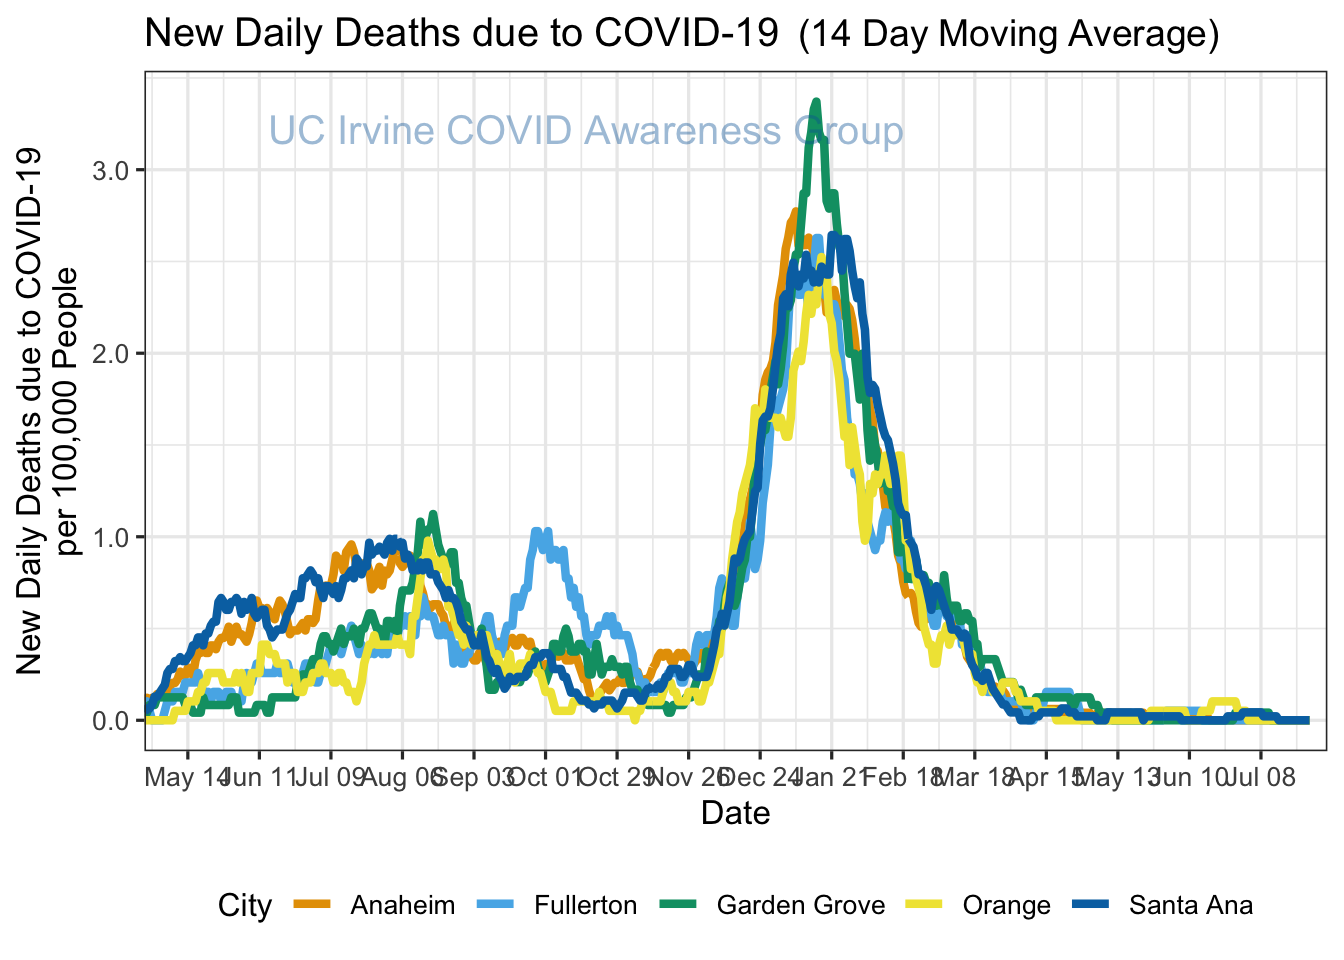 New Daily Deaths due to COVID-19 (14 Day Moving Average)
UC Irvine COVID Awareness Group
New Daily Deaths due to COVID-19
per 100,000 People
3.0
2.0
1.0
0.0
May 14 Jun 11 Jul 09 Aug 06 Sep 03 Oct 01 Oct 29 Nov 26 Dec 24 Jan 21 Feb 18 Mar 18 Apr 15 May 13 Jun 10 Jul 08
Date
City Anaheim Fullerton Garden Grove Orange Santa Ana